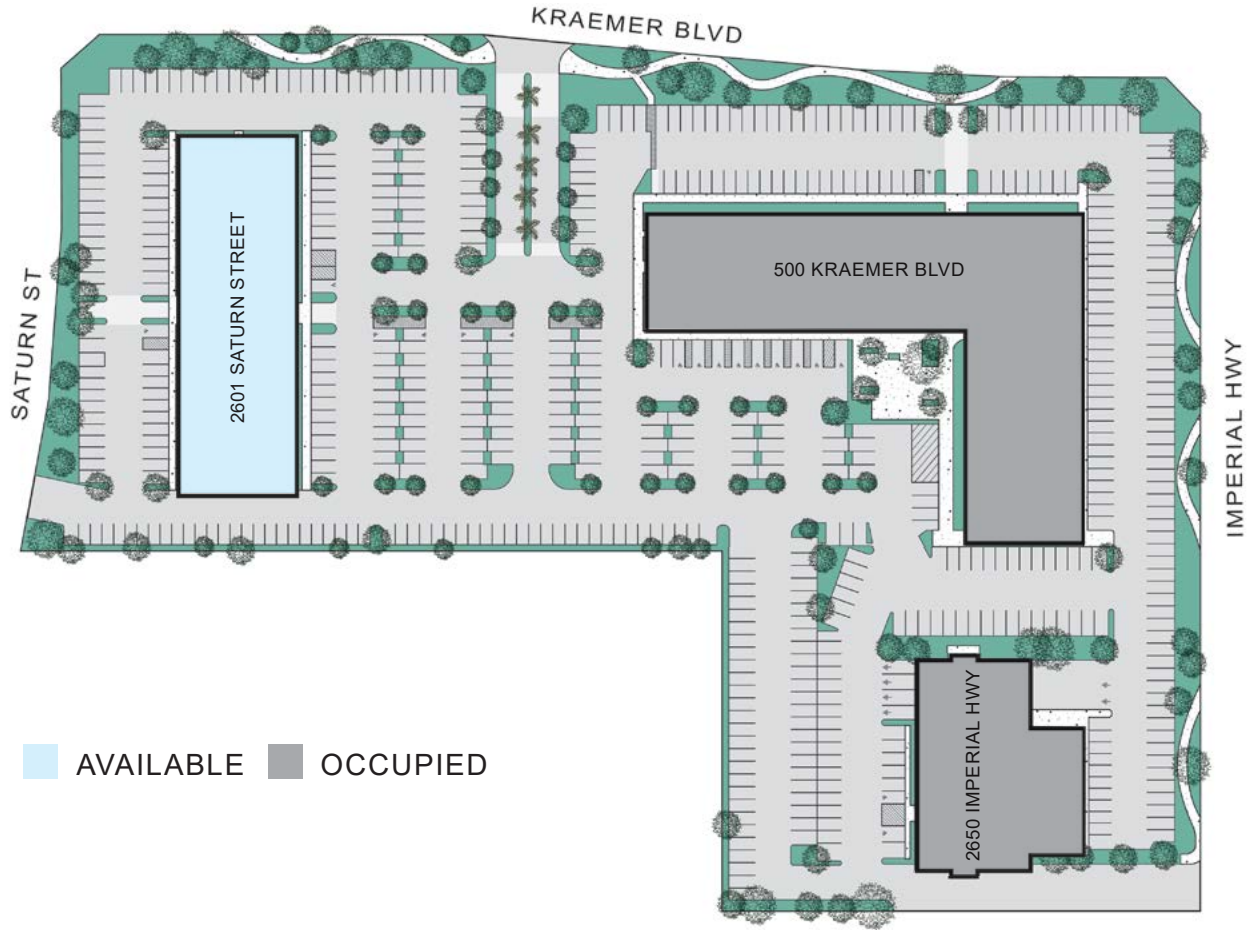 KRAEMER BLVD
SATURN ST
2601 SATURN STREET
500 KRAEMER BLVD
IMPERIAL HWY
2650 IMPERIAL HWY
AVAILABLE
OCCUPIED